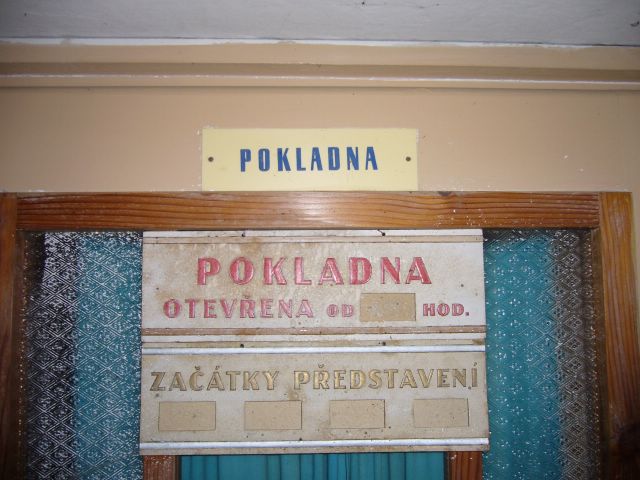 POKLADNA
POKLADNA
OTEVŘENA OD HOD.
ZAČÁTKY PŘEDSTAVENÍ